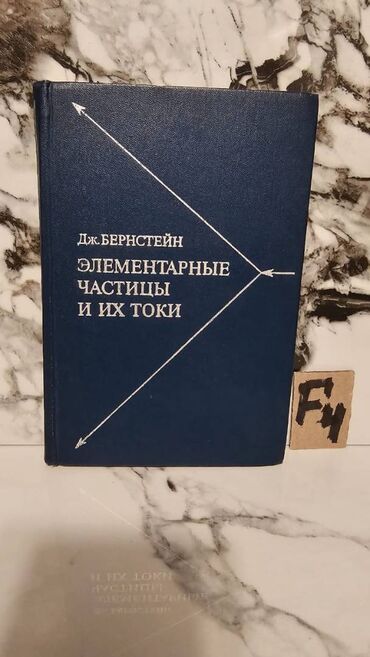 Дж. БЕРНСТЕЙН
ЭЛЕМЕНТАРНЫЕ
ЧАСТИЦЫ
И ИХ ТОКИ
F4